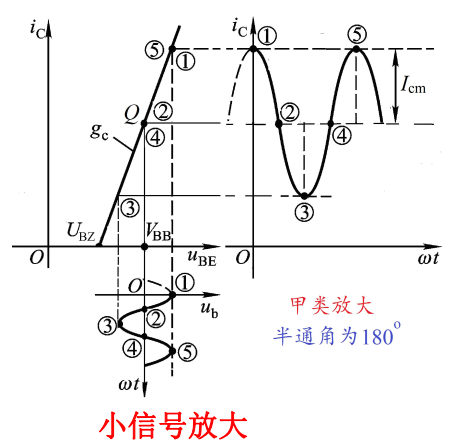 i_C
⑤
①
Q
②
④
g_c
③
U_BZ
V_BB
O
u_BE
i_C
①
⑤
I_cm
②
④
③
O
ωt
O
①
u_b
②
③
④
⑤
ωt
甲类放大
半通角为180°
小信号放大